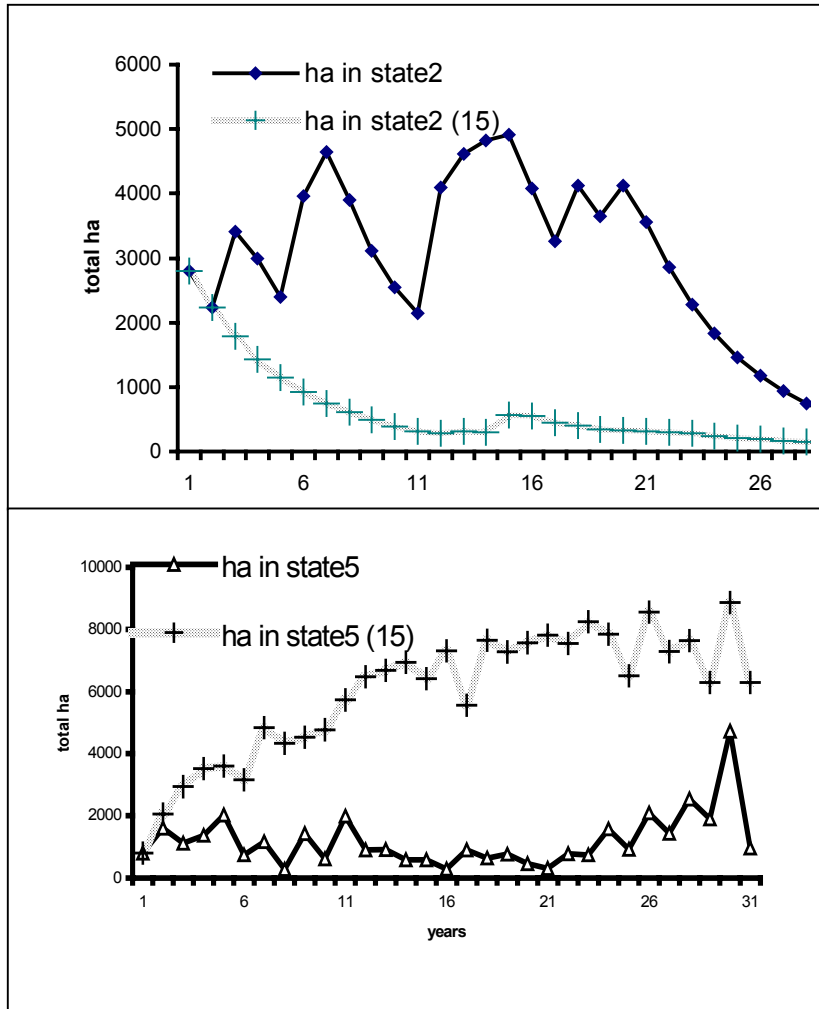 6000
ha in state2
5000
ha in state2 (15)
4000
total ha
3000
2000
1000
0
1 6 11 16 21 26
10000
ha in state5
8000
ha in state5 (15)
6000
total ha
4000
2000
0
1 6 11 16 21 26 31
years